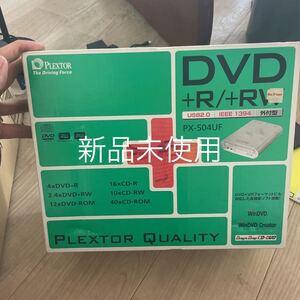 PLEXTOR
The Driving Force
DVD
+R/+RW
USB2.0 IEEE 1394 外付型
PX-504UF
新品未使用
4xDVD+R
2.4xDVD+RW
12xDVD-ROM
16xCD-R
10xCD-RW
40xCD-ROM
WinDVD
WinDVD Creator
PLEXTOR QUALITY